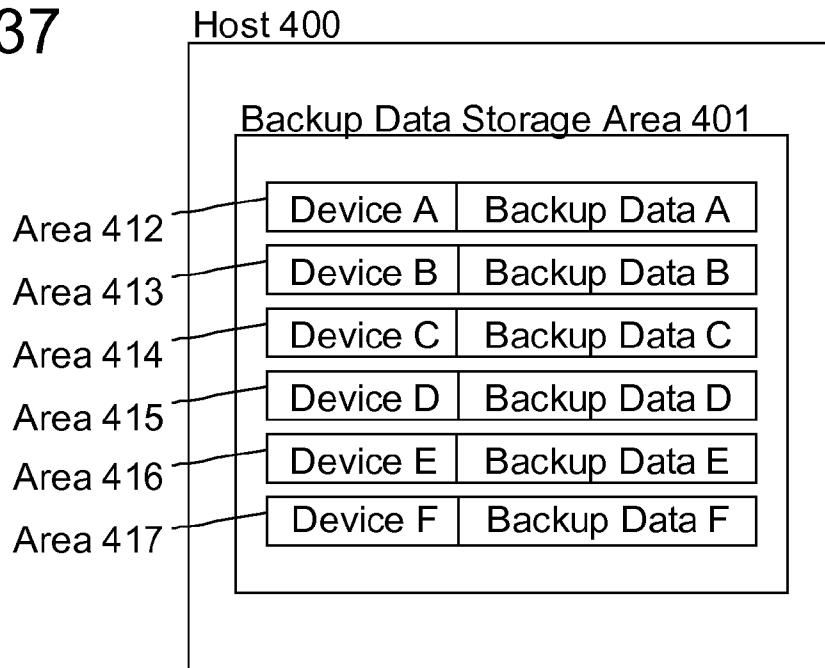 37
Host 400
Backup Data Storage Area 401
Area 412
Device A Backup Data A
Area 413
Device B Backup Data B
Area 414
Device C Backup Data C
Area 415
Device D Backup Data D
Area 416
Device E Backup Data E
Area 417
Device F Backup Data F